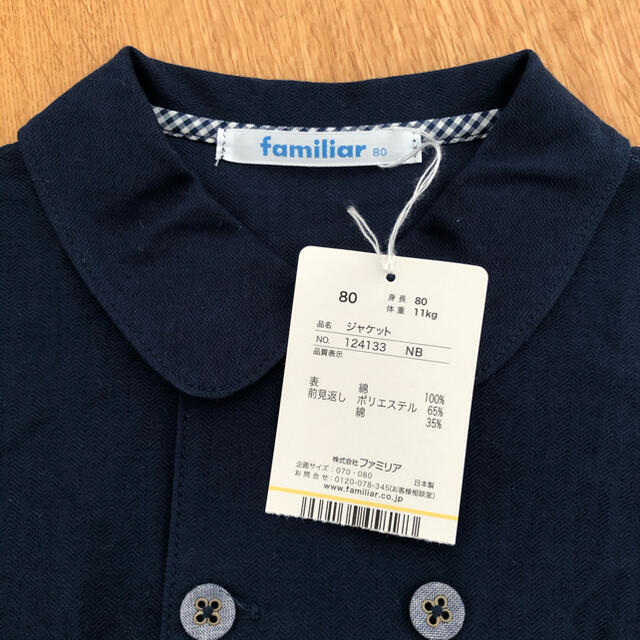 familiar 80
80 身長 80
体重 11kg
品名 ジャケット
NO. 124133 NB
品質表示
表 綿 100%
前見返し ポリエステル 65%
綿 35%
株式会社ファミリア
企画サイズ:070・080 日本製
お問合せ:0120-078-345(お客様相談室)
www.familiar.co.jp